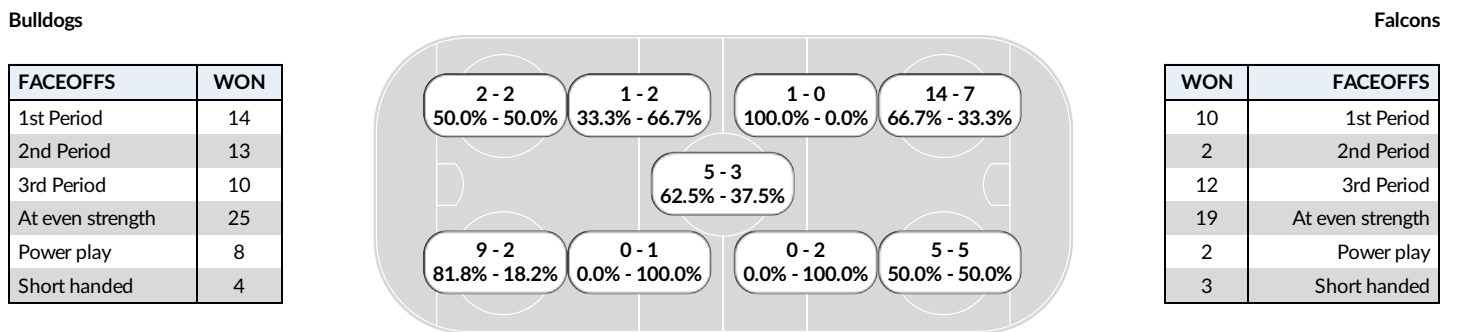 Bulldogs
Falcons
FACEOFFS WON
1st Period 14
2nd Period 13
3rd Period 10
At even strength 25
Power play 8
Short handed 4
2 - 2
50.0% - 50.0%
1 - 2
33.3% - 66.7%
1 - 0
100.0% - 0.0%
14 - 7
66.7% - 33.3%
5 - 3
62.5% - 37.5%
9 - 2
81.8% - 18.2%
0 - 1
0.0% - 100.0%
0 - 2
0.0% - 100.0%
5 - 5
50.0% - 50.0%
WON FACEOFFS
10 1st Period
2 2nd Period
12 3rd Period
19 At even strength
2 Power play
3 Short handed